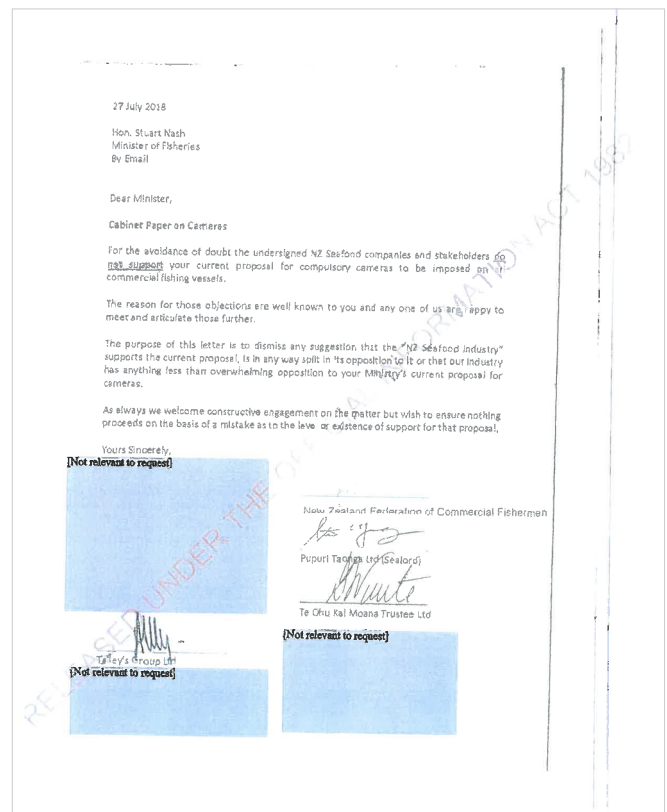 27 July 2018
Hon. Stuart Nash
Minister of Fisheries
By Email
Dear Minister,
Cabinet Paper on Cameras
For the avoidance of doubt the undersigned NZ Seafood companies and stakeholders do
not support your current proposal for compulsory cameras to be imposed on
commercial fishing vessels.
The reason for those objections are well known to you and any one of us are happy to
meet and articulate those further.
The purpose of this letter is to dismiss any suggestion that the "NZ Seafood Industry"
supports the current proposal, is in any way split in its opposition to it or that our industry
has anything less than overwhelming opposition to your Ministry's current proposal for
cameras.
As always we welcome constructive engagement on the matter but wish to ensure nothing
proceeds on the basis of a mistake as to the level or existence of support for that proposal.
Yours Sincerely,
[Not relevant to request]
New Zealand Federation of Commercial Fishermen
Pupuri Taonga Ltd (Sealord)
Te Ohu Kai Moana Trustee Ltd
Talley's Group Ltd
[Not relevant to request]
[Not relevant to request]
RELEASED UNDER THE OFFICIAL INFORMATION ACT 1982